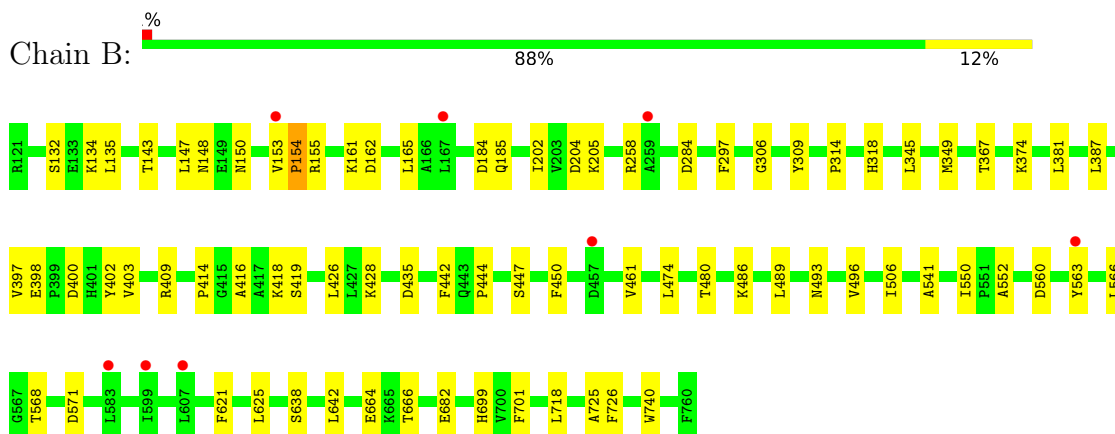 .%
Chain B:
88% 12%
R121 S132 E133 K134 L135 T143 L147 N148 E149 N150 V153 P154 R155 K161 D162 L165 A166 L167 D184 Q185 I202 V203 D204 K205 R258 A259 D284 F297 G306 Y309 P314 H318 L345 M349 T367 K374 L381 L387
V397 E398 P399 D400 H401 Y402 V403 R409 P414 G415 A416 A417 K418 S419 L426 L427 K428 D435 F442 Q443 P444 S447 F450 D457 V461 L474 T480 K486 L489 N493 V496 I506 A541 I550 P551 A552 D560 Y563 L566
G567 T568 D571 L583 I599 L607 F621 L625 S638 L642 E664 K665 T666 E682 H699 V700 F701 L718 A725 F726 W740 F760